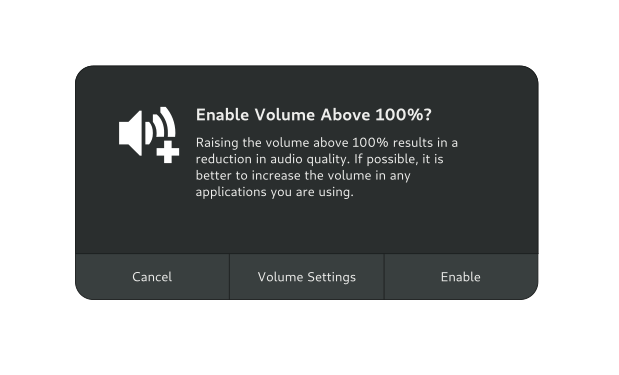 Enable Volume Above 100%?
Raising the volume above 100% results in a
reduction in audio quality. If possible, it is
better to increase the volume in any
applications you are using.
Cancel
Volume Settings
Enable